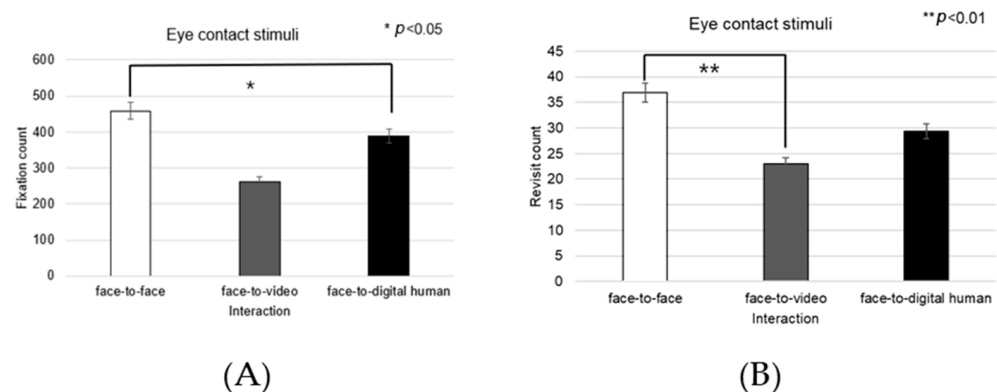 Eye contact stimuli
* p<0.05
600
500
400
300
200
100
0
Fixation count
*
face-to-face
face-to-video
face-to-digital human
Interaction
(A)
Eye contact stimuli
**p<0.01
45
40
35
30
25
20
15
10
5
0
Revisit count
**
face-to-face
face-to-video
face-to-digital human
Interaction
(B)